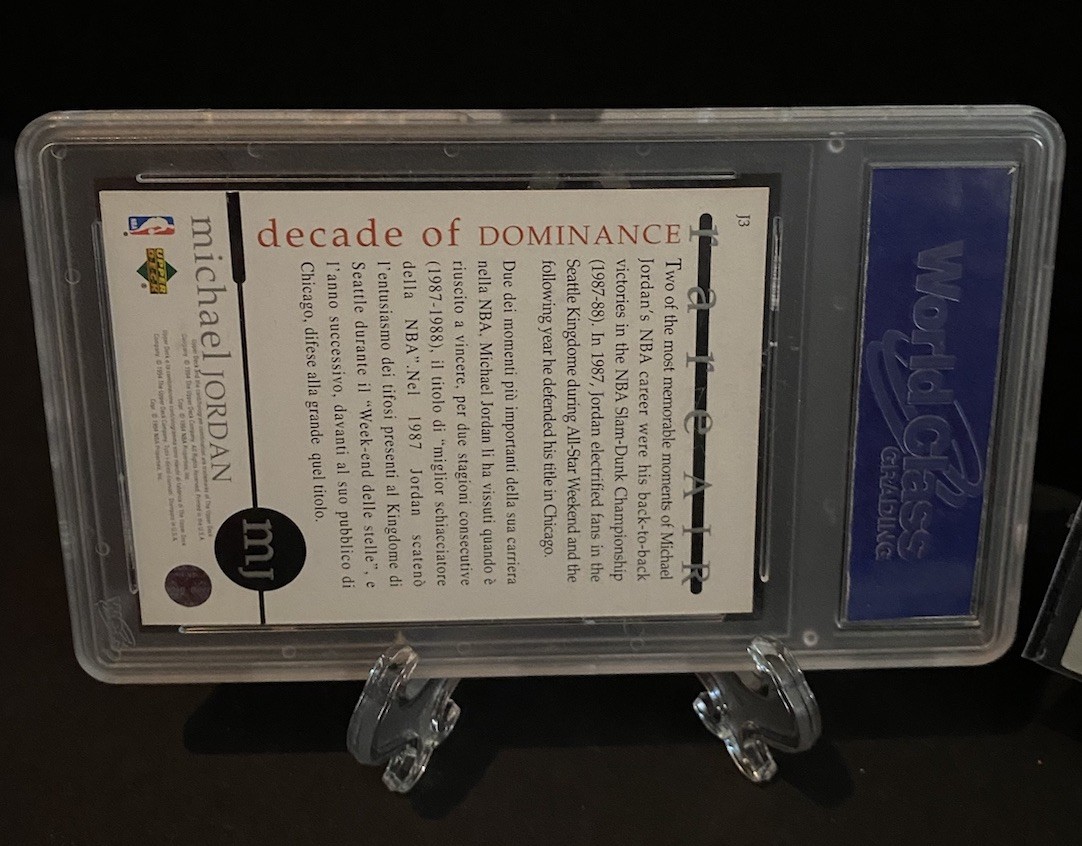 World Class
GRADING
J3
rare AIR
decade of DOMINANCE
Two of the most memorable moments of Michael
Jordan's NBA career were his back-to-back
victories in the NBA Slam-Dunk Championship
(1987-88). In 1987, Jordan electrified fans in the
Seattle Kingdome during All-Star Weekend and the
following year he defended his title in Chicago.
Due dei momenti più importanti della sua carriera
nella NBA, Michael Jordan li ha vissuti quando è
riuscito a vincere, per due stagioni consecutive
(1987-1988), il titolo di "miglior schiacciatore
della NBA". Nel 1987 Jordan scatenò
l'entusiasmo dei tifosi presenti al Kingdome di
Seattle durante il "Week-end delle stelle", e
l'anno successivo, davanti al suo pubblico di
Chicago, difese alla grande quel titolo.
mJ
michael JORDAN
NBA
UPPER
DECK